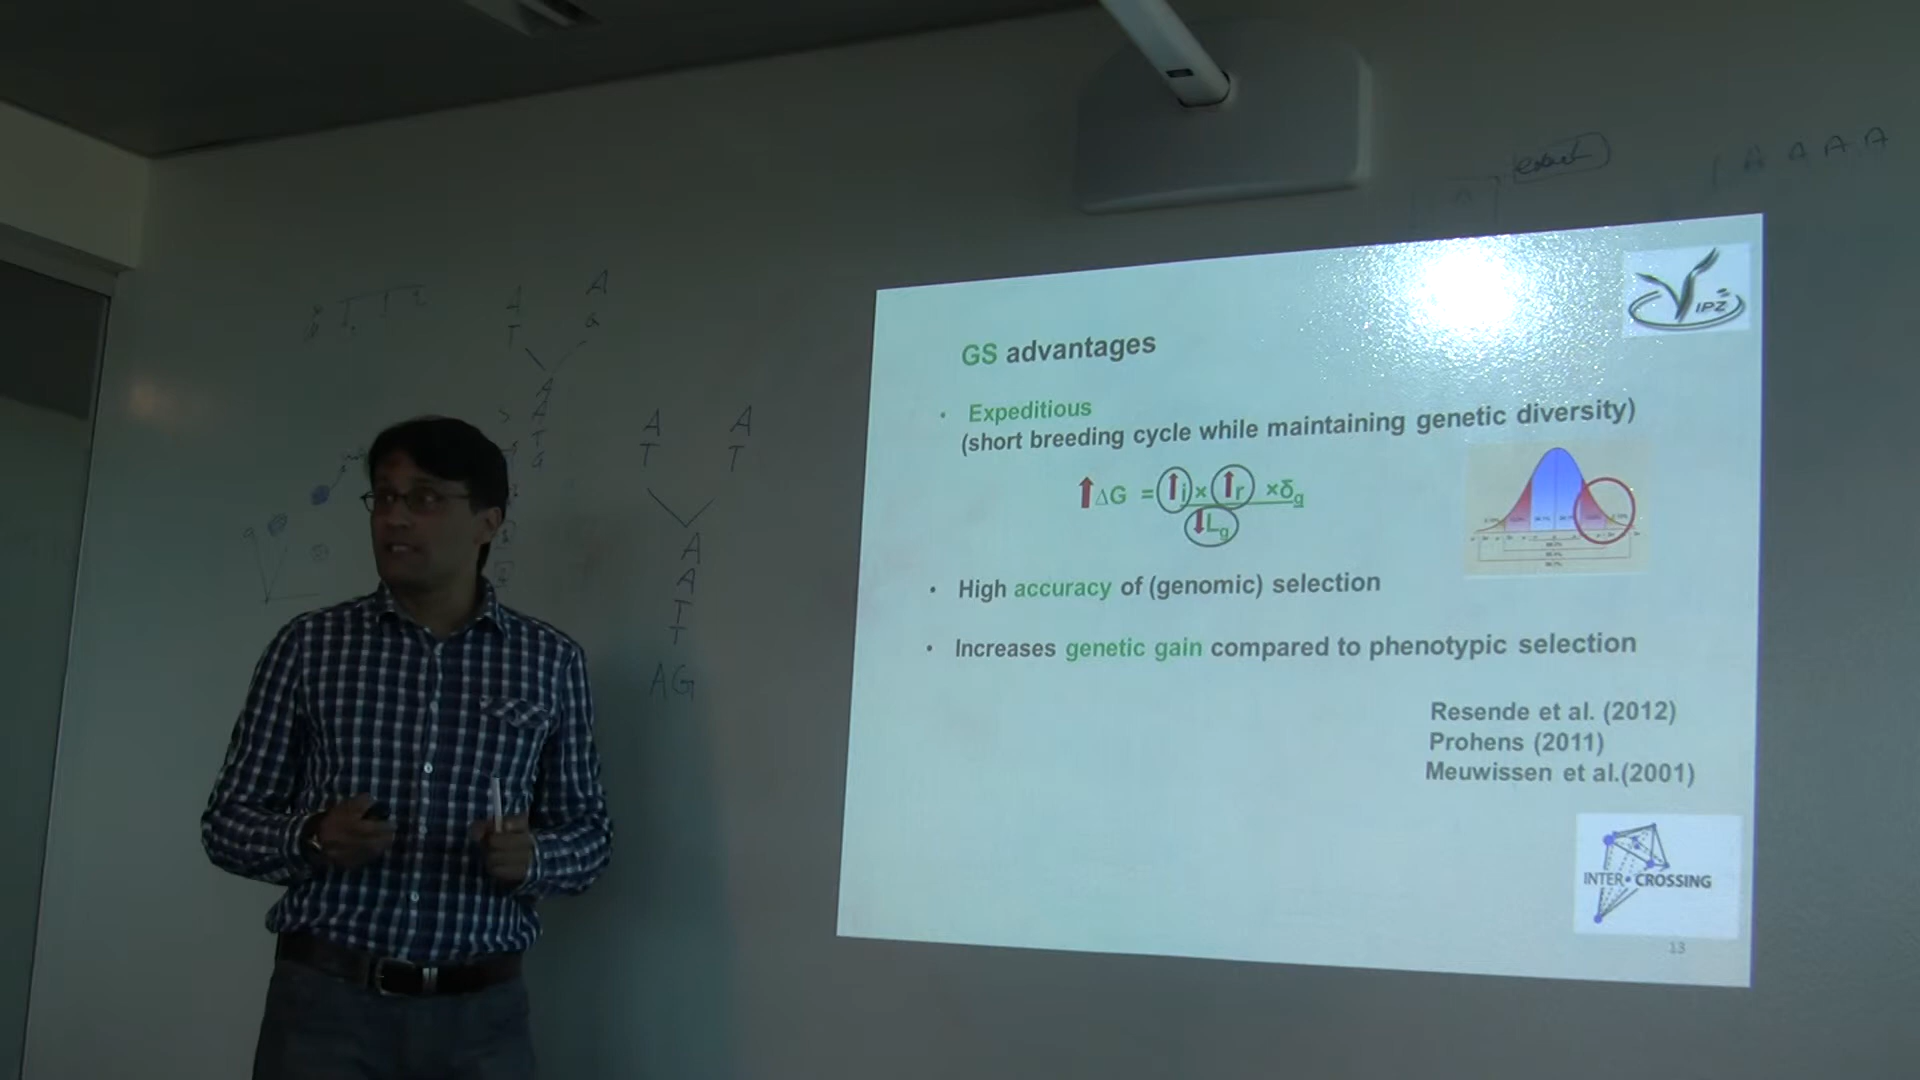 A
A
T
G
A
A
T
G
A
A
T
T
A
A
T
T
AG
A A A A
IPZ
GS advantages
• Expeditious
(short breeding cycle while maintaining genetic diversity)
↑ΔG = ↑i × ↑r × δg
↓Lg
• High accuracy of (genomic) selection
• Increases genetic gain compared to phenotypic selection
Resende et al. (2012)
Prohens (2011)
Meuwissen et al.(2001)
INTER•CROSSING
13